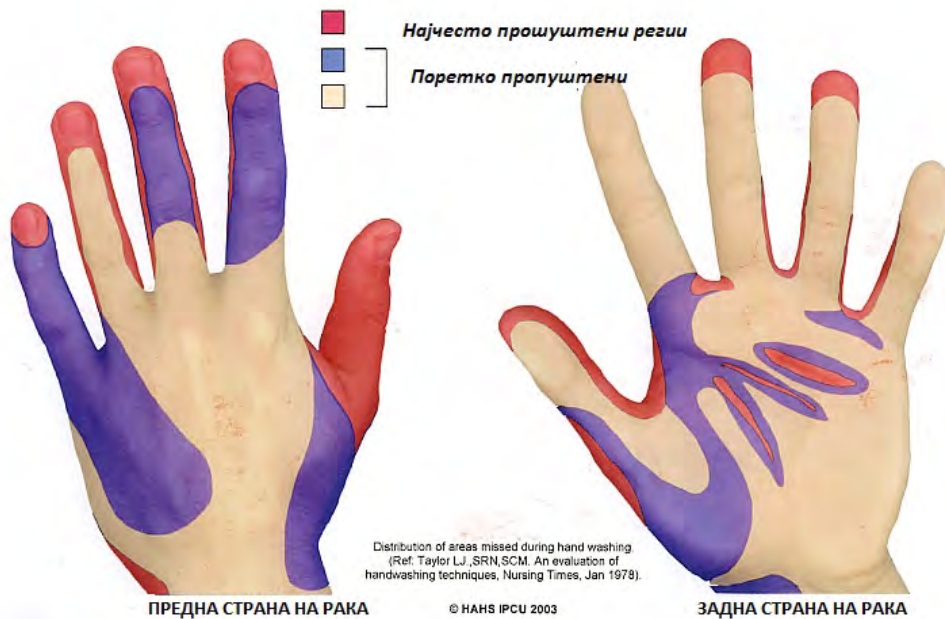 Најчесто прошуштени регии
Поретко пропуштени
Distribution of areas missed during hand washing.
(Ref: Taylor LJ.,SRN,SCM. An evaluation of
handwashing techniques, Nursing Times, Jan 1978).
ПРЕДНА СТРАНА НА РАКА
© HAHS IPCU 2003
ЗАДНА СТРАНА НА РАКА